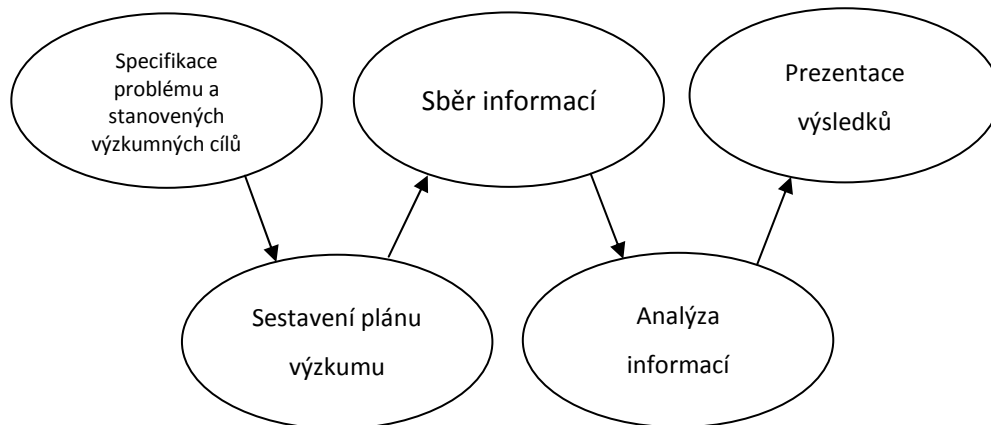 Specifikace
problému a
stanovených
výzkumných cílů
Sestavení plánu
výzkumu
Sběr informací
Analýza
informací
Prezentace
výsledků